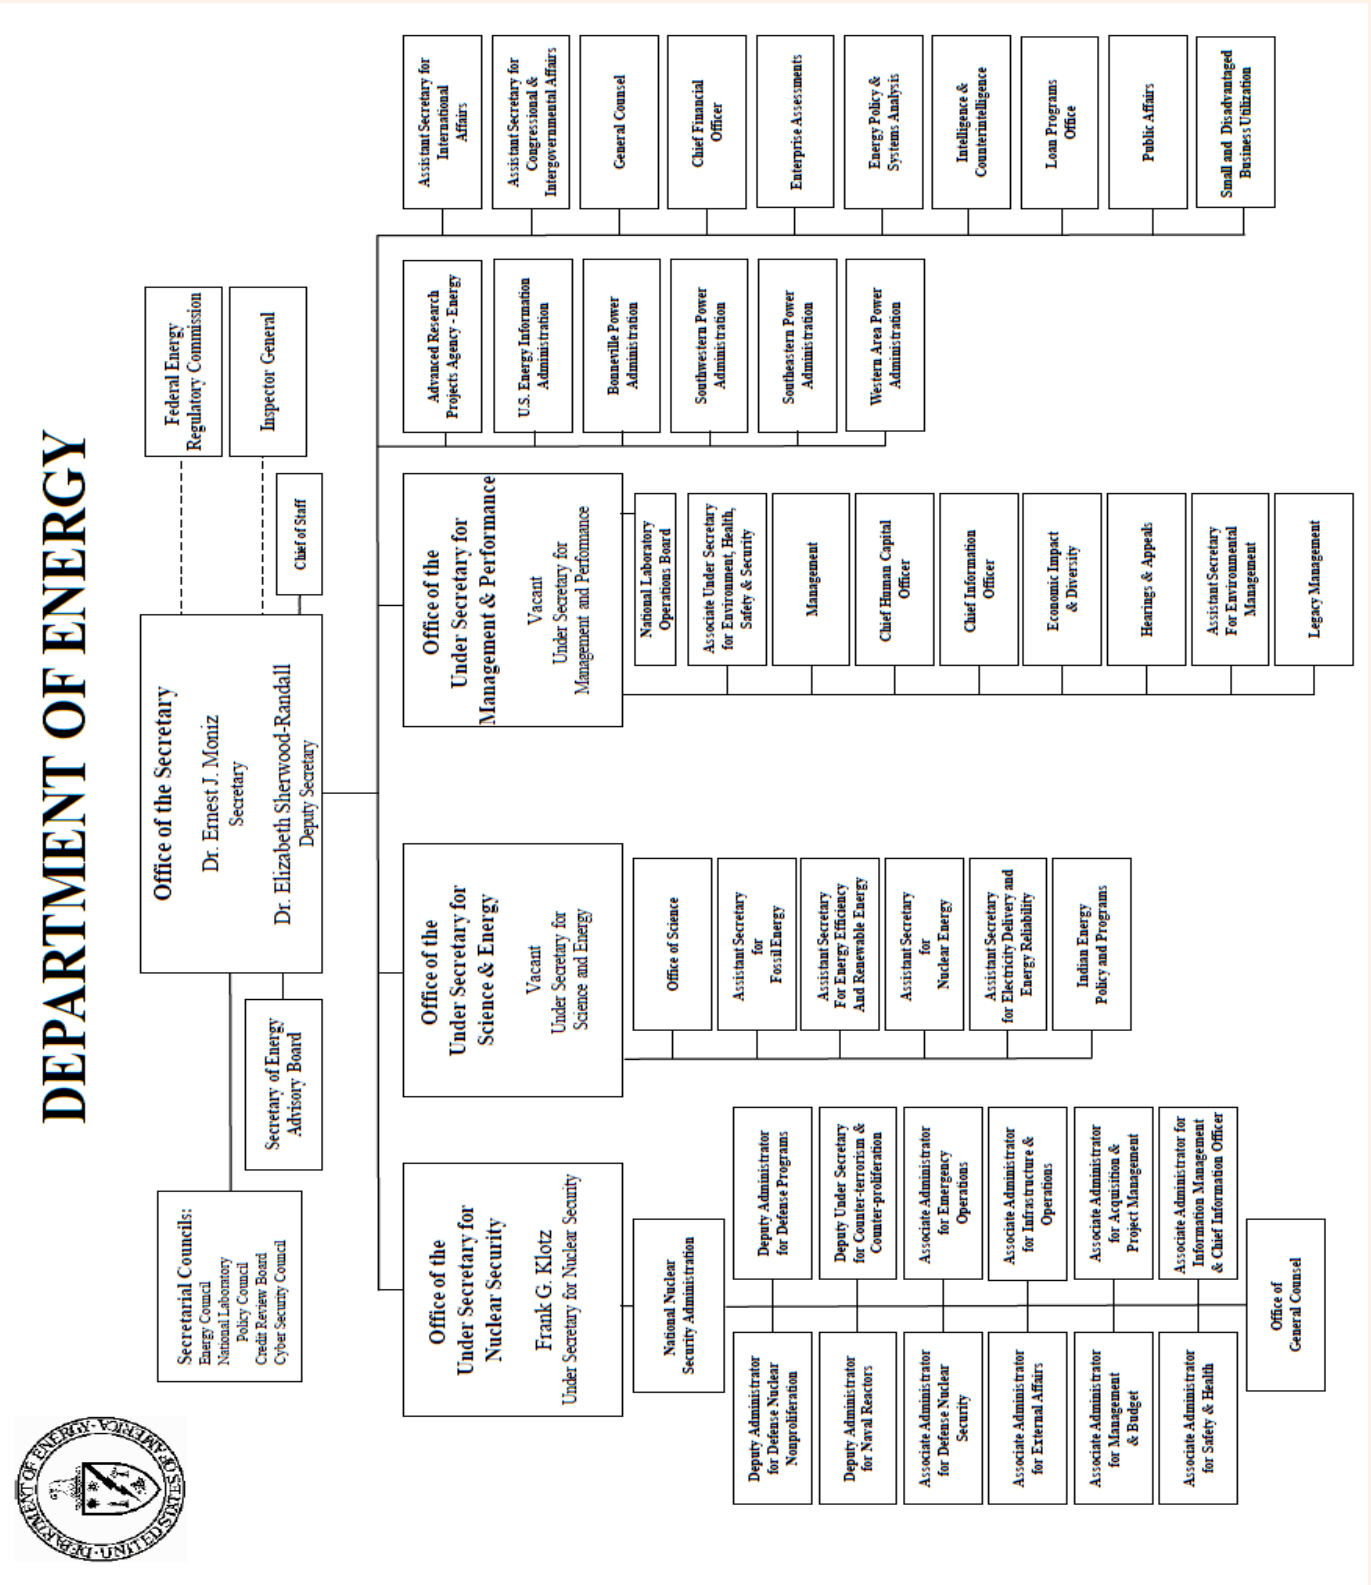 DEPARTMENT OF ENERGY
DEPARTMENT OF ENERGY
UNITED STATES OF AMERICA
Office of the Secretary
Dr. Ernest J. Moniz
Secretary
Dr. Elizabeth Sherwood-Randall
Deputy Secretary
Federal Energy
Regulatory Commission
Inspector General
Chief of Staff
Secretarial Councils:
Energy Council
National Laboratory
Policy Council
Credit Review Board
Cyber Security Council
Secretary of Energy
Advisory Board
Office of the
Under Secretary for
Nuclear Security
Frank G. Klotz
Under Secretary for Nuclear Security
National Nuclear
Security Administration
Deputy Administrator
for Defense Nuclear
Nonproliferation
Deputy Administrator
for Defense Programs
Deputy Administrator
for Naval Reactors
Deputy Under Secretary
for Counter-terrorism &
Counter-proliferation
Associate Administrator
for Defense Nuclear
Security
Associate Administrator
for Emergency
Operations
Associate Administrator
for External Affairs
Associate Administrator
for Infrastructure &
Operations
Associate Administrator
for Management
& Budget
Associate Administrator
for Acquisition &
Project Management
Associate Administrator
for Safety & Health
Associate Administrator for
Information Management
& Chief Information Officer
Office of
General Counsel
Office of the
Under Secretary for
Science & Energy
Vacant
Under Secretary for
Science and Energy
Office of Science
Assistant Secretary
for
Fossil Energy
Assistant Secretary
For Energy Efficiency
And Renewable Energy
Assistant Secretary
for
Nuclear Energy
Assistant Secretary
for Electricity Delivery and
Energy Reliability
Indian Energy
Policy and Programs
Office of the
Under Secretary for
Management & Performance
Vacant
Under Secretary for
Management and Performance
National Laboratory
Operations Board
Associate Under Secretary
for Environment, Health,
Safety & Security
Management
Chief Human Capital
Officer
Chief Information
Officer
Economic Impact
& Diversity
Hearings & Appeals
Assistant Secretary
For Environmental
Management
Legacy Management
Advanced Research
Projects Agency - Energy
U.S. Energy Information
Administration
Bonneville Power
Administration
Southwestern Power
Administration
Southeastern Power
Administration
Western Area Power
Administration
Assistant Secretary for
International
Affairs
Assistant Secretary for
Congressional &
Intergovernmental Affairs
General Counsel
Chief Financial
Officer
Enterprise Assessments
Energy Policy &
Systems Analysis
Intelligence &
Counterintelligence
Loan Programs
Office
Public Affairs
Small and Disadvantaged
Business Utilization